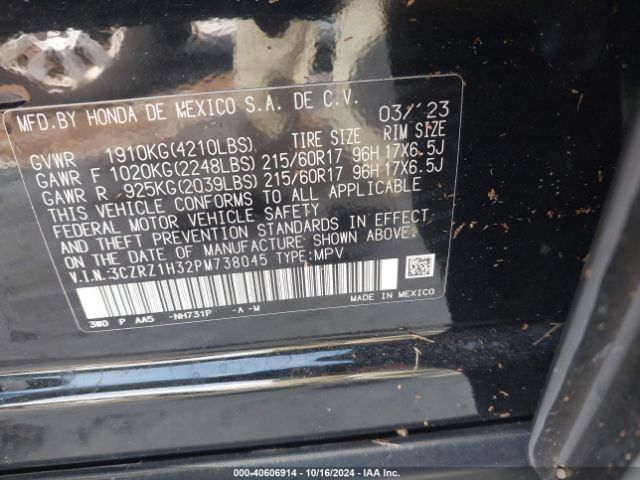 MFD.BY HONDA DE MEXICO S.A. DE C.V. 03/'23
GVWR 1910KG(4210LBS) TIRE SIZE RIM SIZE
GAWR F 1020KG(2248LBS) 215/60R17 96H 17X6.5J
GAWR R 925KG(2039LBS) 215/60R17 96H 17X6.5J
THIS VEHICLE CONFORMS TO ALL APPLICABLE
FEDERAL MOTOR VEHICLE SAFETY
AND THEFT PREVENTION STANDARDS IN EFFECT
ON THE DATE OF MANUFACTURE SHOWN ABOVE.
V.I.N:3CZRZ1H32PM738045 TYPE:MPV
3W0 P AA5 -NH731P -A -M
MADE IN MEXICO
000-40606914 - 10/16/2024 - IAA Inc.